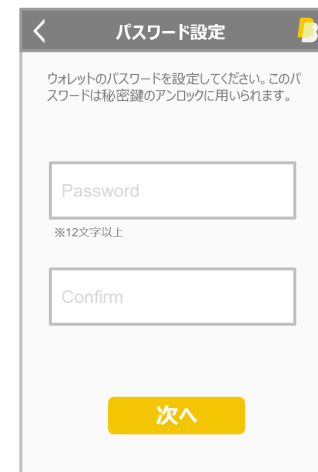 パスワード設定
ウォレットのパスワードを設定してください。このパ
スワードは秘密鍵のアンロックに用いられます。
Password
※12文字以上
Confirm
次へ